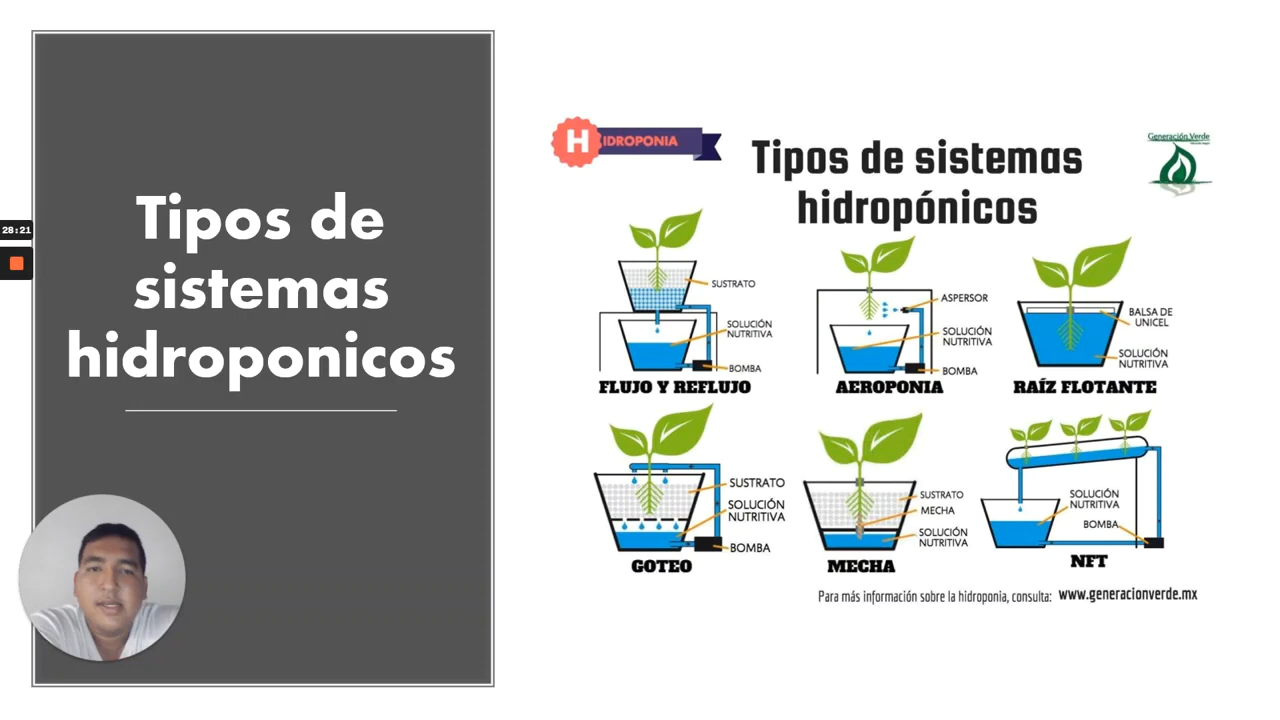 Tipos de
sistemas
hidroponicos
28:21
HIDROPONIA
Tipos de sistemas
hidropónicos
Generación Verde
SUSTRATO
SOLUCIÓN
NUTRITIVA
BOMBA
FLUJO Y REFLUJO
ASPERSOR
SOLUCIÓN
NUTRITIVA
BOMBA
AEROPONIA
BALSA DE
UNICEL
SOLUCIÓN
NUTRITIVA
RAÍZ FLOTANTE
SUSTRATO
SOLUCIÓN
NUTRITIVA
BOMBA
GOTEO
SUSTRATO
MECHA
SOLUCIÓN
NUTRITIVA
MECHA
SOLUCIÓN
NUTRITIVA
BOMBA
NFT
Para más información sobre la hidroponia, consulta: www.generacionverde.mx